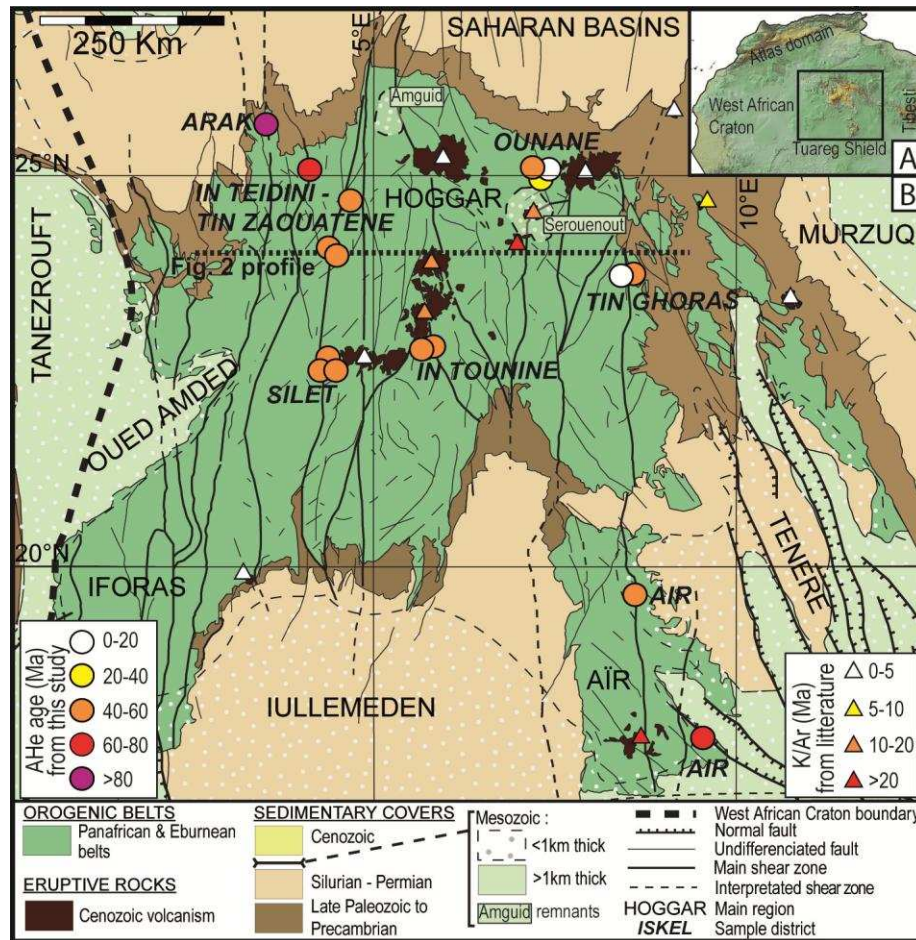 250 Km
5°E
SAHARAN BASINS
Atlas domain
West African
Craton
Tibesti
Tuareg Shield
A
B
Amguid
ARAK
OUNANE
25°N
10°E
IN TEIDINI -
TIN ZAOUATENE
HOGGAR
Serouenout
MURZUQ
Fig. 2 profile
TANEZROUFT
TIN GHORAS
OUED AMDED
SILET
IN TOUNINE
TENERE
20°N
IFORAS
AIR
AÏR
IULLEMEDEN
AIR
AHe age (Ma)
from this study
0-20
20-40
40-60
60-80
>80
K/Ar (Ma)
from litterature
0-5
5-10
10-20
>20
OROGENIC BELTS
Panafrican & Eburnean
belts
ERUPTIVE ROCKS
Cenozoic volcanism
SEDIMENTARY COVERS
Cenozoic
Silurian - Permian
Late Paleozoic to
Precambrian
Mesozoic :
<1km thick
>1km thick
Amguid remnants
West African Craton boundary
Normal fault
Undifferenciated fault
Main shear zone
Interpretated shear zone
HOGGAR Main region
ISKEL Sample district